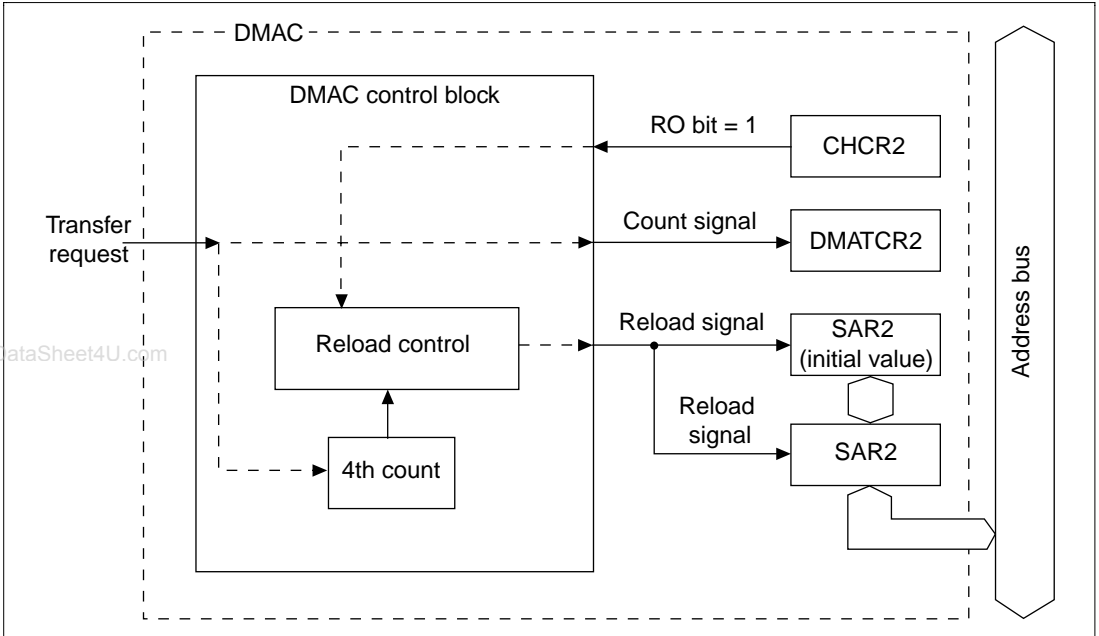 DMAC
DMAC control block
RO bit = 1
CHCR2
Transfer
request
Count signal
DMATCR2
Reload control
Reload signal
SAR2
(initial value)
Reload
signal
SAR2
4th count
Address bus
DataSheet4U.com